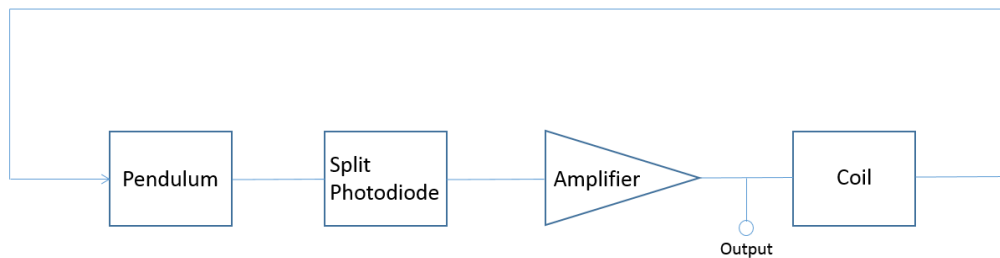 Pendulum
Split
Photodiode
Amplifier
Coil
Output